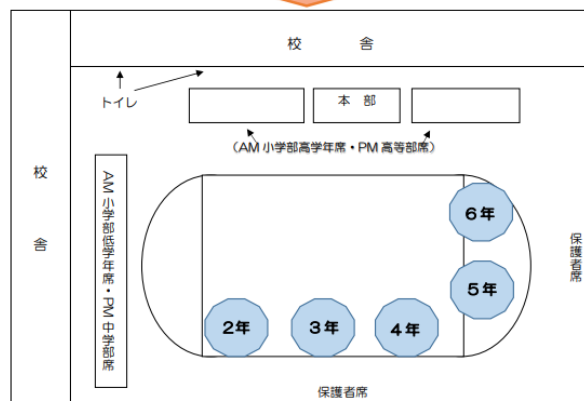 校　　舎
トイレ
本　部
（AM 小学部高学年席・PM 高等部席）
校　舎
AM 小学部低学年席・PM 中学部席
6年
5年
2年
3年
4年
保護者席
保護者席